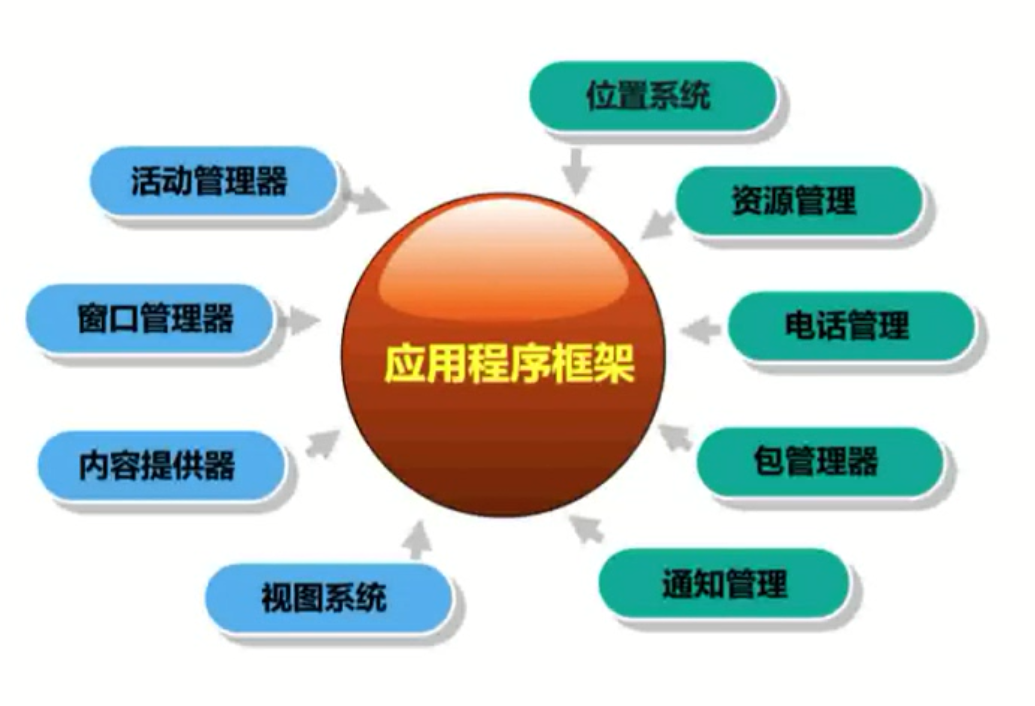 位置系统
活动管理器
资源管理
窗口管理器
电话管理
应用程序框架
内容提供器
包管理器
视图系统
通知管理